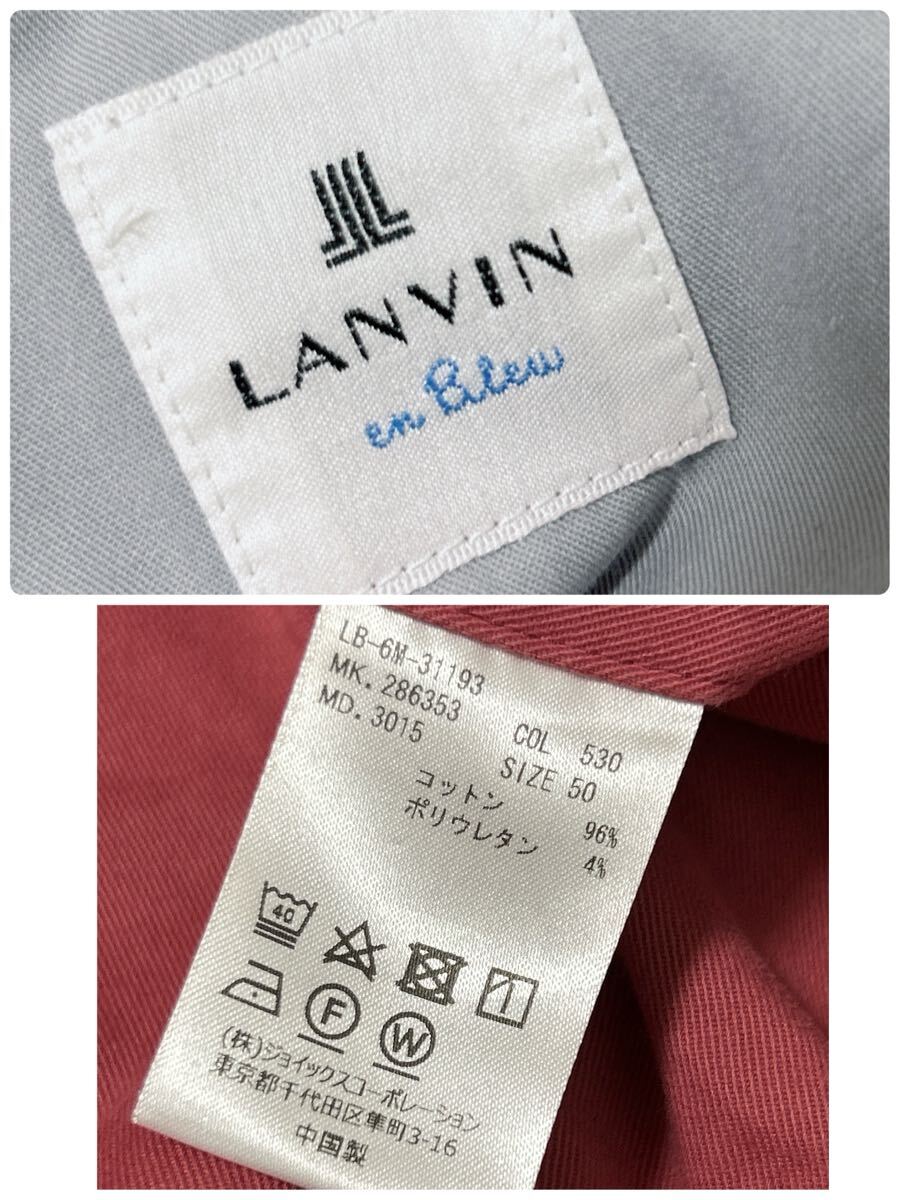 LANVIN
en Bleu
LB-6M-31193
MK. 286353
MD. 3015
COL 530
SIZE 50
コットン 96%
ポリウレタン 4%
40
F
W
(株)ジョイックスコーポレーション
東京都千代田区隼町3-16
中国製